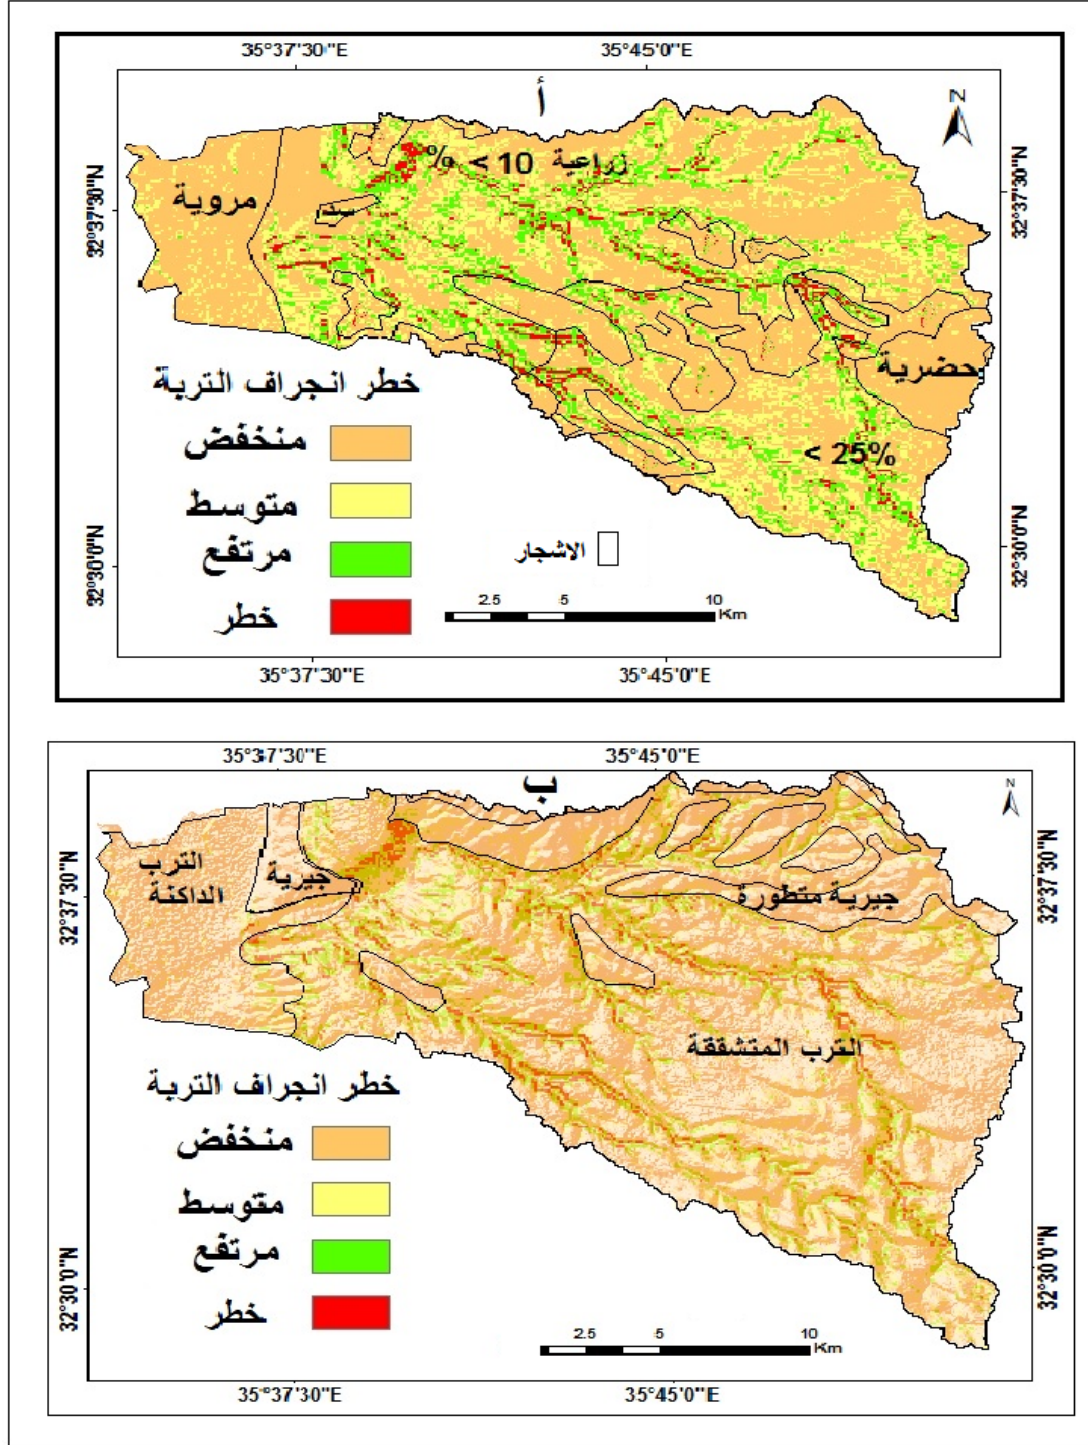 35°37'30"E 35°45'0"E
أ
N
32°37'30"N
32°37'30"N
زراعية 10 > %
مروية
سد
حضرية
< 25%
خطر انجراف التربة
منخفض
متوسط
مرتفع
خطر
الاشجار
2.5 5 10
Km
32°30'0"N
32°30'0"N
35°37'30"E 35°45'0"E
35°37'30"E 35°45'0"E
ب
N
32°37'30"N
32°37'30"N
الترب
الداكنة
جيرية
جيرية متطورة
الترب المتشققة
خطر انجراف التربة
منخفض
متوسط
مرتفع
خطر
2.5 5 10
Km
32°30'0"N
32°30'0"N
35°37'30"E 35°45'0"E